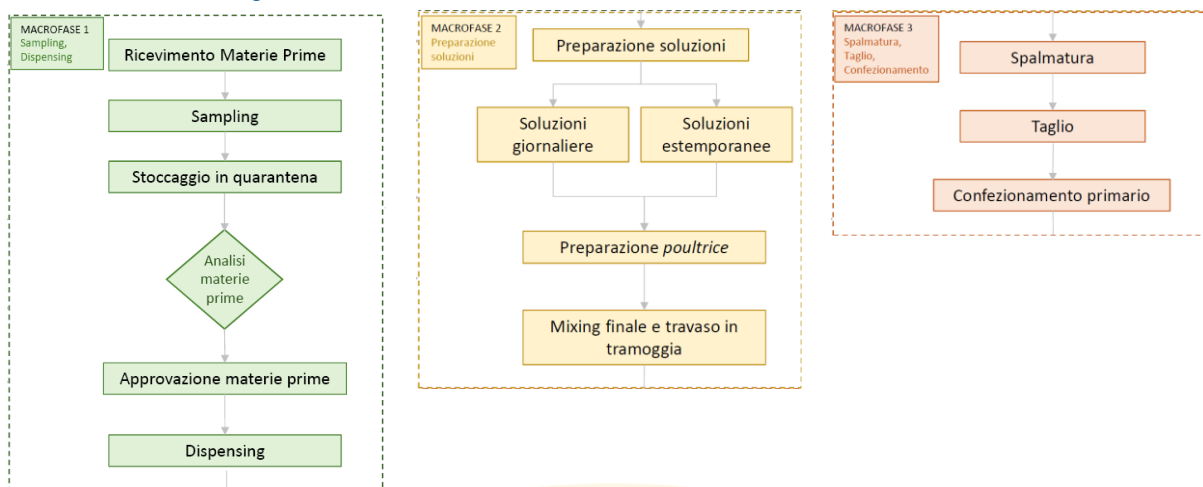 MACROFASE 1
Sampling,
Dispensing
Ricevimento Materie Prime
Sampling
Stoccaggio in quarantena
Analisi
materie
prime
Approvazione materie prime
Dispensing
MACROFASE 2
Preparazione
soluzioni
Preparazione soluzioni
Soluzioni
giornaliere
Soluzioni
estemporanee
Preparazione poultrice
Mixing finale e travaso in
tramoggia
MACROFASE 3
Spalmatura,
Taglio,
Confezionamento
Spalmatura
Taglio
Confezionamento primario